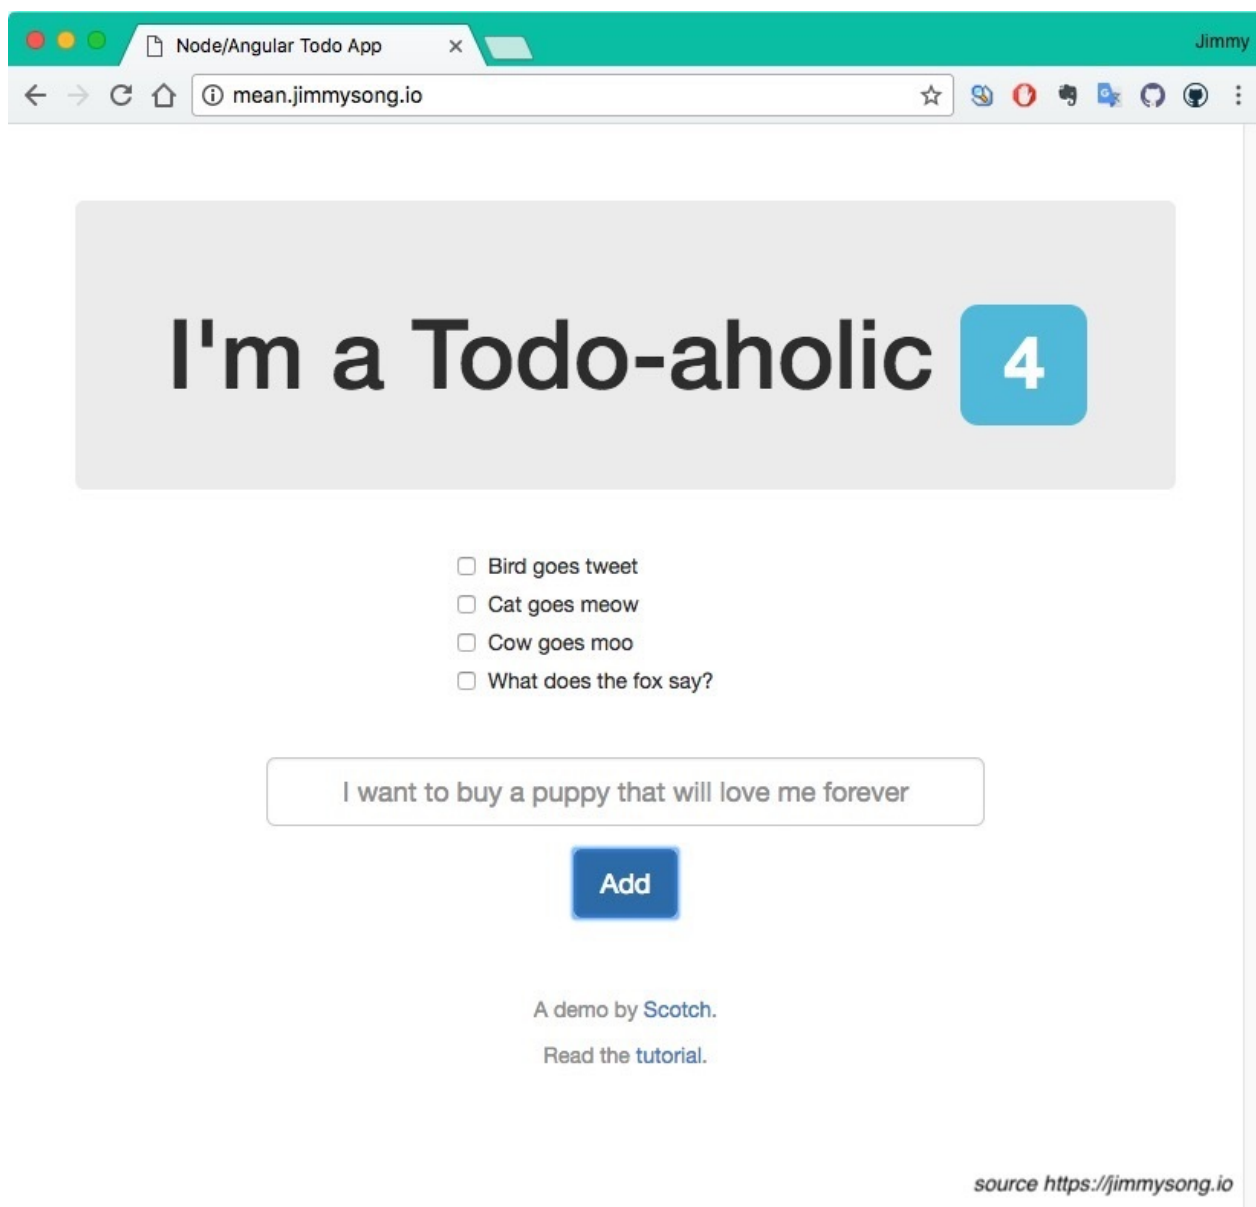 Node/Angular Todo App
Jimmy
mean.jimmysong.io
I'm a Todo-aholic 4
Bird goes tweet
Cat goes meow
Cow goes moo
What does the fox say?
I want to buy a puppy that will love me forever
Add
A demo by Scotch.
Read the tutorial.
source https://jimmysong.io